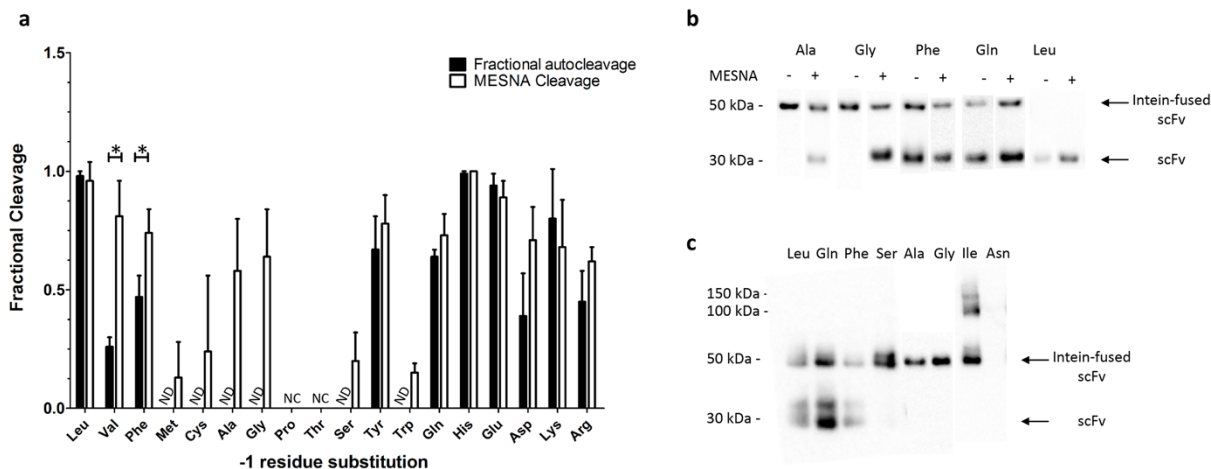 a
1.5
1.0
0.5
0.0
Fractional Cleavage
Fractional autocleavage
MESNA Cleavage
* *
ND ND ND ND NC NC ND ND
Leu Val Phe Met Cys Ala Gly Pro Thr Ser Tyr Trp Gln His Glu Asp Lys Arg
-1 residue substitution
b
Ala Gly Phe Gln Leu
MESNA - + - + - + - + - +
50 kDa -
Intein-fused
scFv
30 kDa -
scFv
c
Leu Gln Phe Ser Ala Gly Ile Asn
150 kDa -
100 kDa -
50 kDa -
Intein-fused
scFv
30 kDa -
scFv